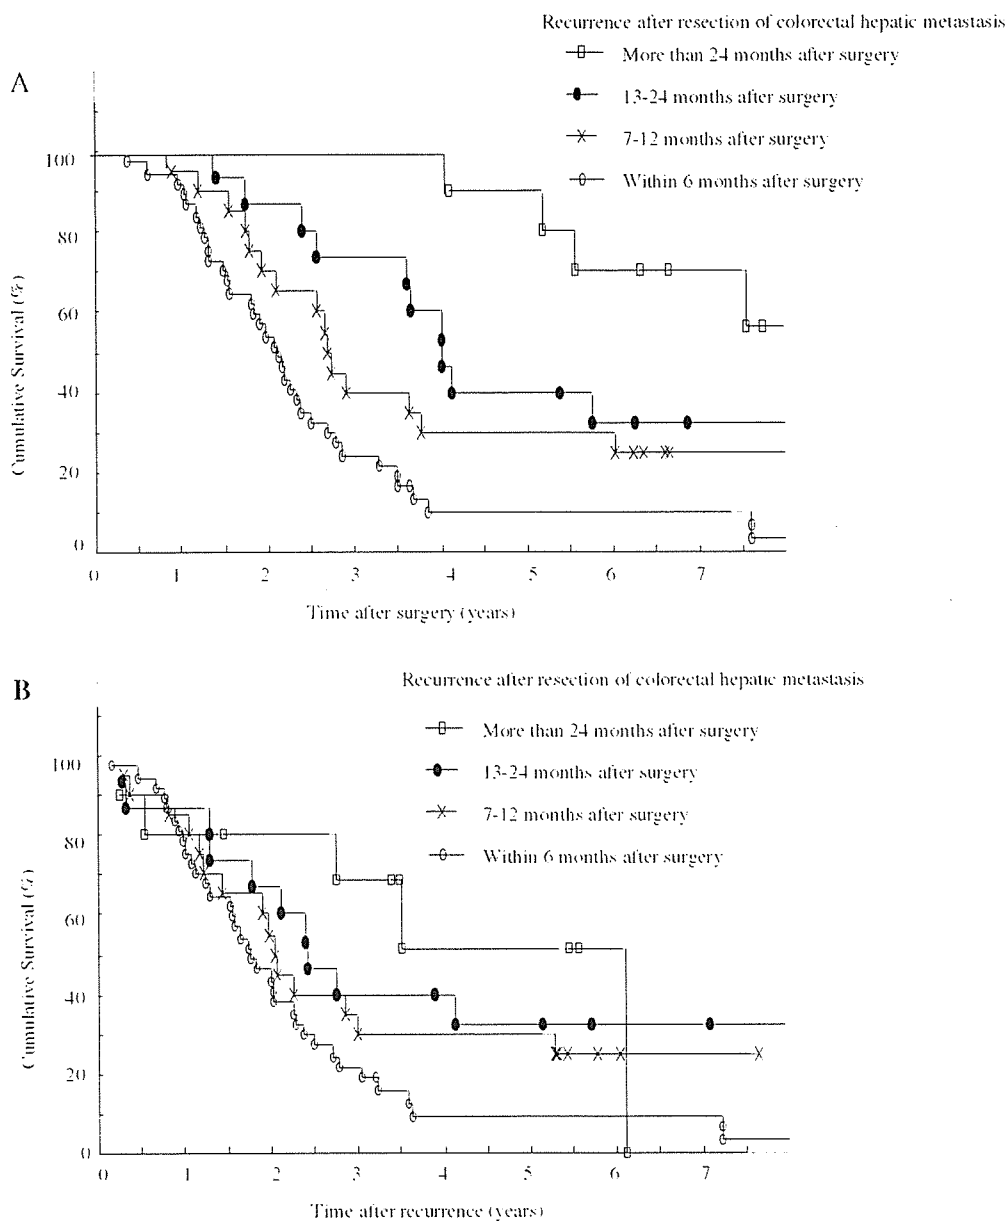 Recurrence after resection of colorectal hepatic metastasis
A
More than 24 months after surgery
13-24 months after surgery
7-12 months after surgery
Within 6 months after surgery
Cumulative Survival (%)
100
80
60
40
20
0
0 1 2 3 4 5 6 7
Time after surgery (years)
B
Recurrence after resection of colorectal hepatic metastasis
More than 24 months after surgery
13-24 months after surgery
7-12 months after surgery
Within 6 months after surgery
Cumulative Survival (%)
100
80
60
40
20
0
0 1 2 3 4 5 6 7
Time after recurrence (years)